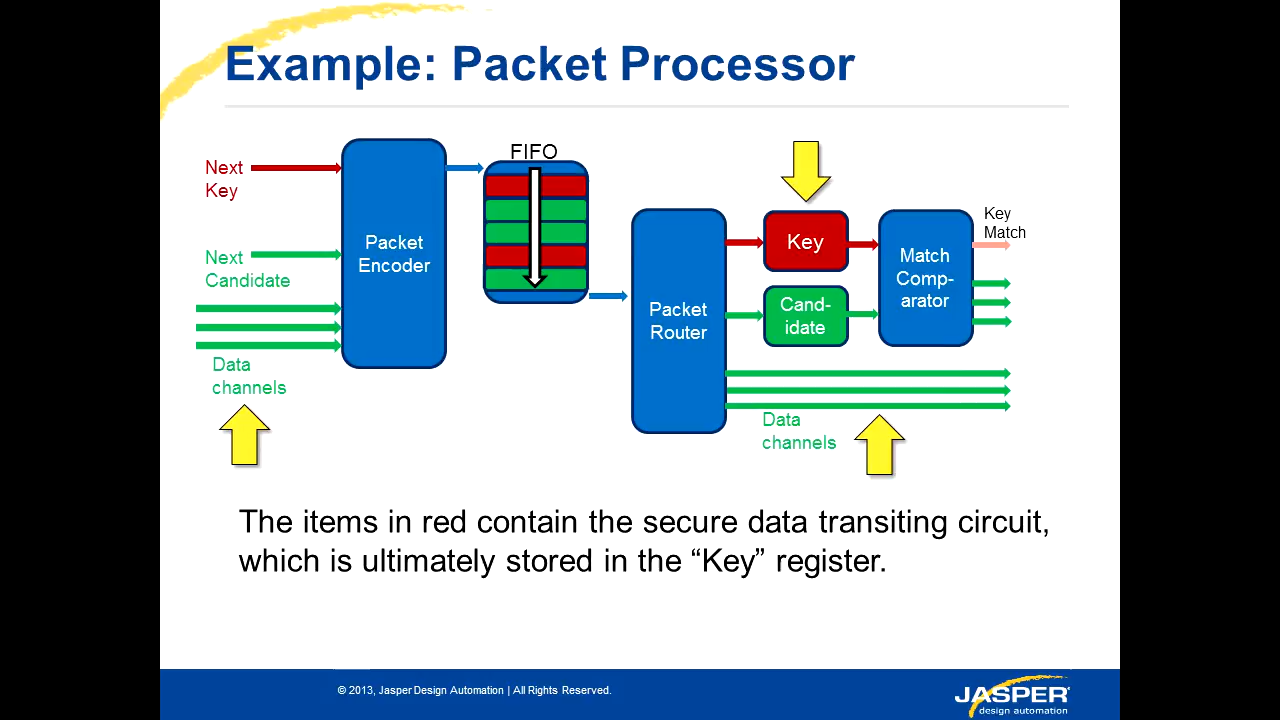 Example: Packet Processor
FIFO
Next
Key
Next
Candidate
Data
channels
Packet
Encoder
Packet
Router
Key
Cand-
idate
Match
Comp-
arator
Key
Match
Data
channels
The items in red contain the secure data transiting circuit,
which is ultimately stored in the “Key” register.
© 2013, Jasper Design Automation | All Rights Reserved.
JASPER
design automation